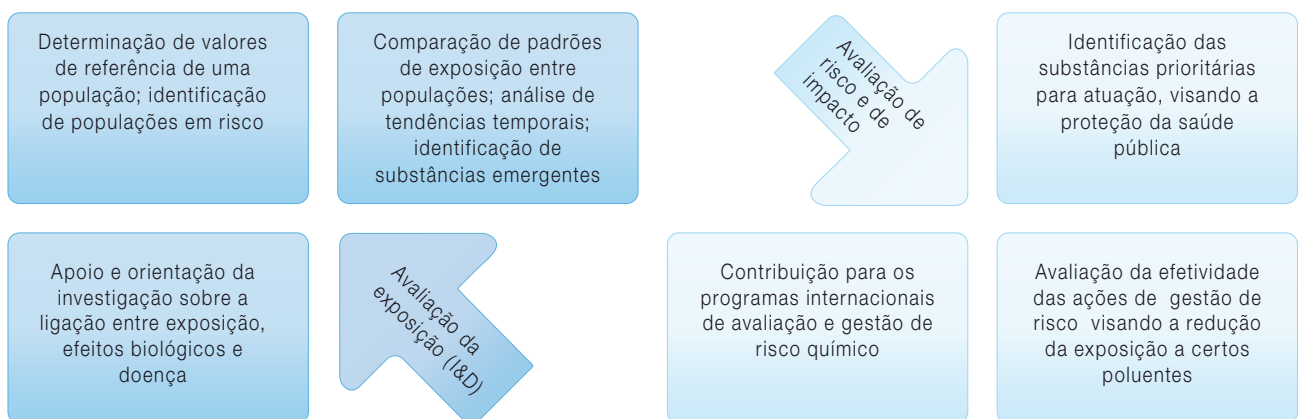 Determinação de valores
de referência de uma
população; identificação
de populações em risco
Comparação de padrões
de exposição entre
populações; análise de
tendências temporais;
identificação de
substâncias emergentes
Avaliação de
risco e de
impacto
Identificação das
substâncias prioritárias
para atuação, visando a
proteção da saúde
pública
Apoio e orientação da
investigação sobre a
ligação entre exposição,
efeitos biológicos e
doença
Avaliação da
exposição (I&D)
Contribuição para os
programas internacionais
de avaliação e gestão de
risco químico
Avaliação da efetividade
das ações de gestão de
risco visando a redução
da exposição a certos
poluentes